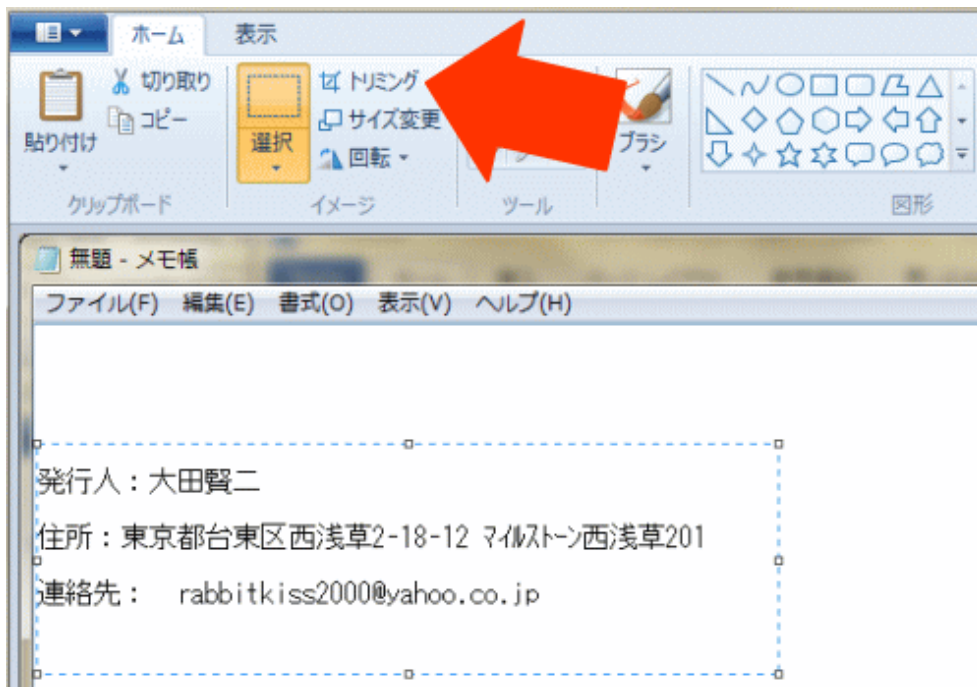 ホーム 表示
切り取り トリミング
コピー サイズ変更
貼り付け 選択 回転 ブラシ
クリップボード イメージ ツール 図形
無題 - メモ帳
ファイル(F) 編集(E) 書式(O) 表示(V) ヘルプ(H)
発行人：大田賢二
住所：東京都台東区西浅草2-18-12 ﾏｲﾙｽﾄｰﾝ西浅草201
連絡先： rabbitkiss2000@yahoo.co.jp